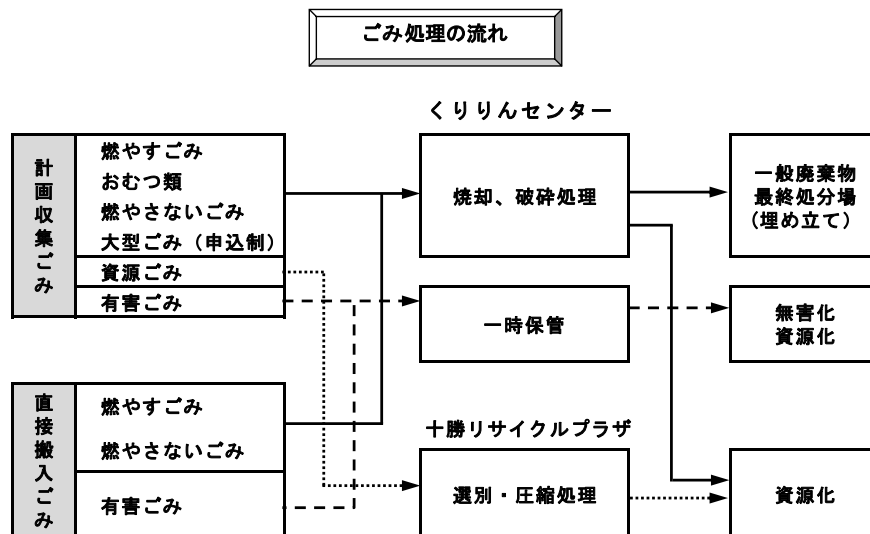 ごみ処理の流れ
くりりんセンター
計画収集ごみ
燃やすごみ
おむつ類
燃やさないごみ
大型ごみ（申込制）
資源ごみ
有害ごみ
焼却、破砕処理
一般廃棄物
最終処分場
（埋め立て）
一時保管
無害化
資源化
直接搬入ごみ
燃やすごみ
燃やさないごみ
有害ごみ
十勝リサイクルプラザ
選別・圧縮処理
資源化